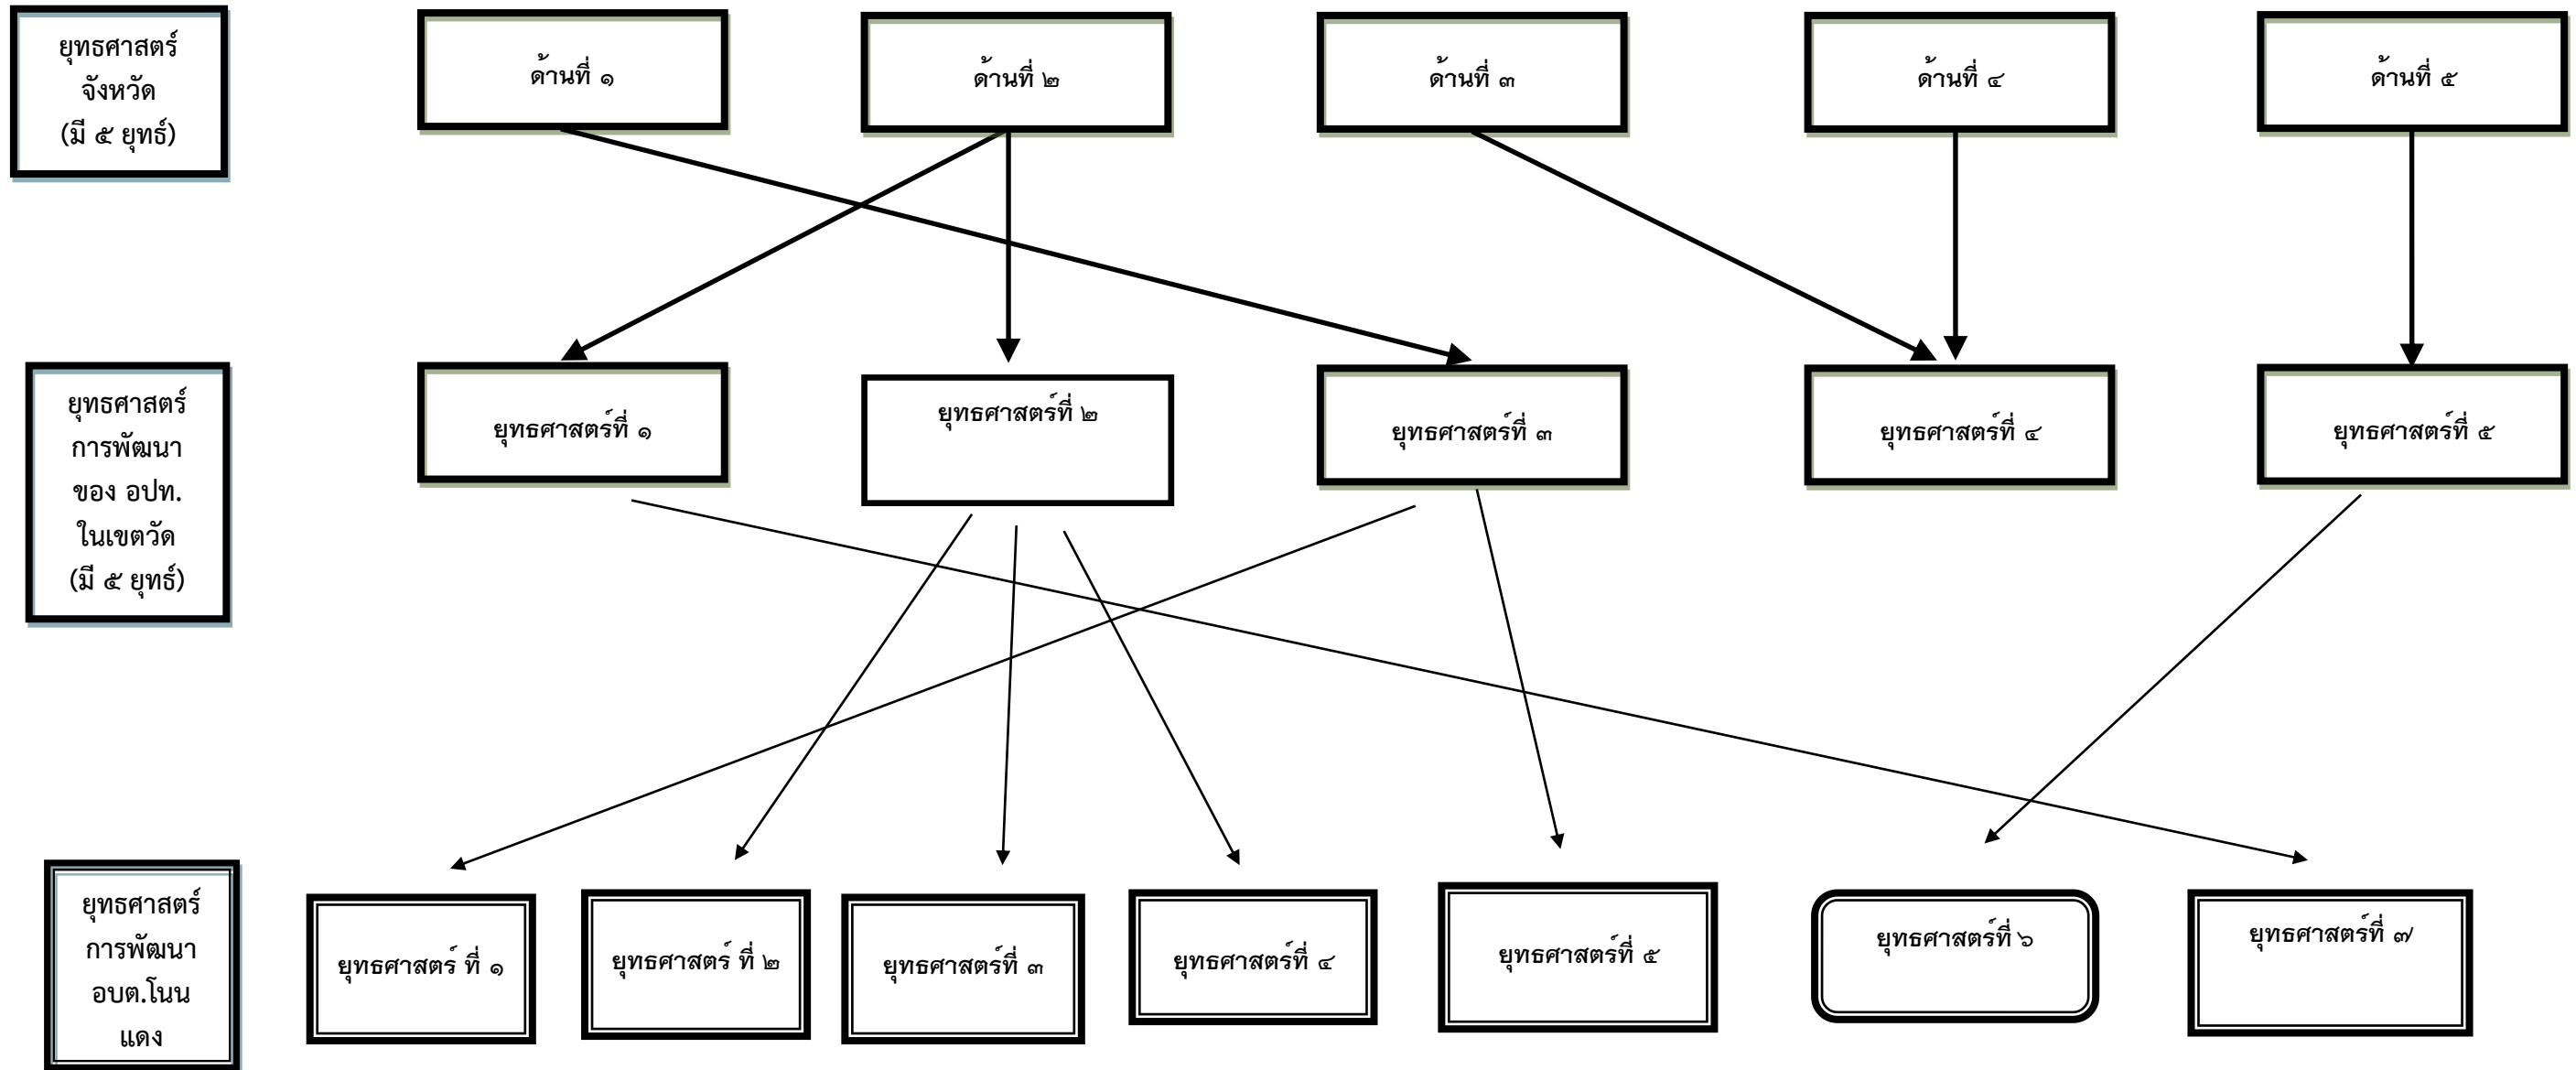 ยุทธศาสตร์
จังหวัด
(มี ๕ ยุทธ์)
ด้านที่ ๑
ด้านที่ ๒
ด้านที่ ๓
ด้านที่ ๔
ด้านที่ ๕
ยุทธศาสตร์
การพัฒนา
ของ อปท.
ในเขตวัด
(มี ๕ ยุทธ์)
ยุทธศาสตร์ที่ ๑
ยุทธศาสตร์ที่ ๒
ยุทธศาสตร์ที่ ๓
ยุทธศาสตร์ที่ ๔
ยุทธศาสตร์ที่ ๕
ยุทธศาสตร์
การพัฒนา
อบต.โนน
แดง
ยุทธศาสตร์ ที่ ๑
ยุทธศาสตร์ ที่ ๒
ยุทธศาสตร์ที่ ๓
ยุทธศาสตร์ที่ ๔
ยุทธศาสตร์ที่ ๕
ยุทธศาสตร์ที่ ๖
ยุทธศาสตร์ที่ ๗